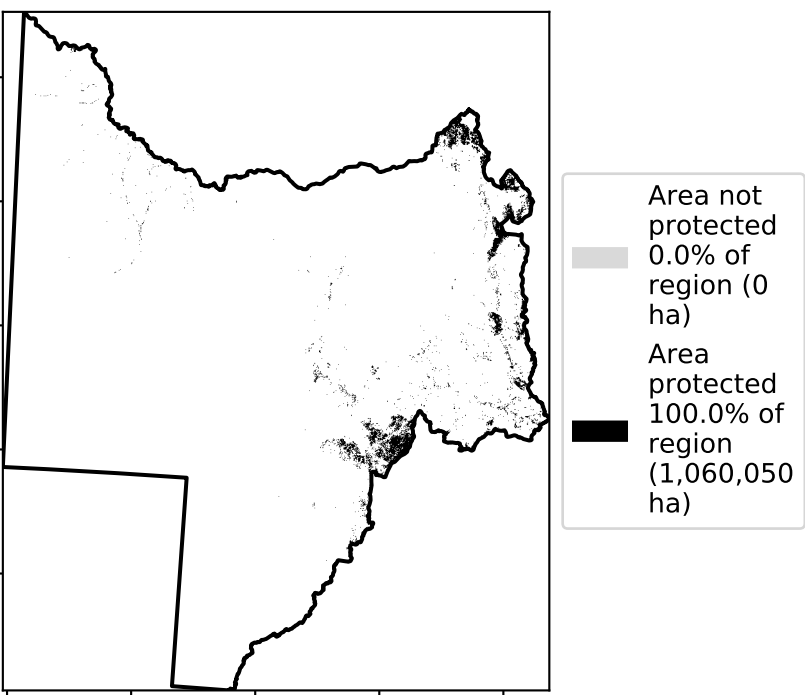 Area not
protected
0.0% of
region (0
ha)
Area
protected
100.0% of
region
(1,060,050
ha)